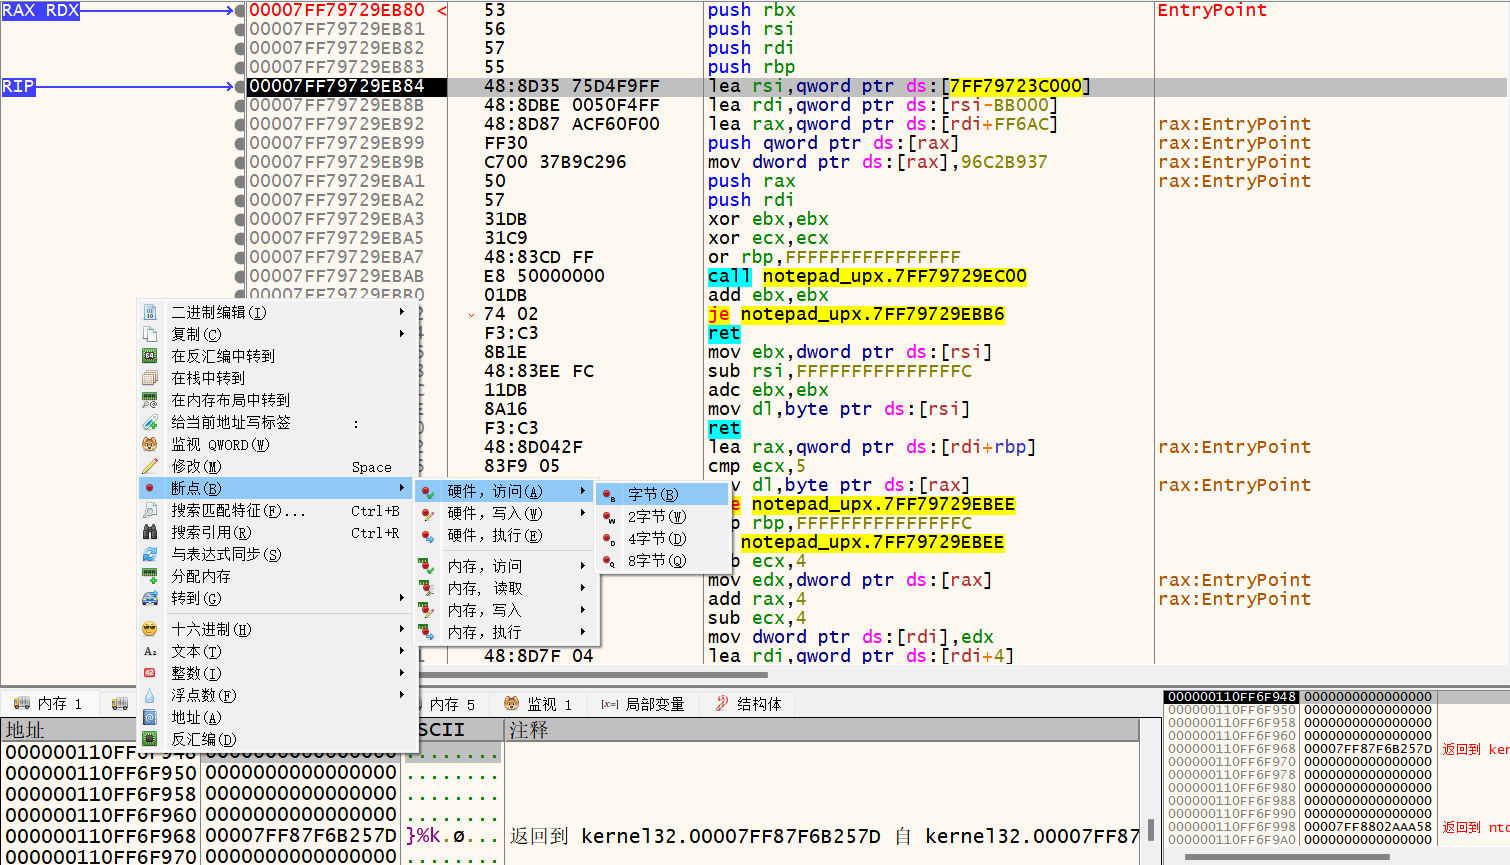 RAX RDX 00007FF79729EB80 < 53 push rbx EntryPoint
00007FF79729EB81 56 push rsi
00007FF79729EB82 57 push rdi
00007FF79729EB83 55 push rbp
RIP 00007FF79729EB84 48:8D35 75D4F9FF lea rsi,qword ptr ds:[7FF79723C000]
00007FF79729EB8B 48:8DBE 0050F4FF lea rdi,qword ptr ds:[rsi-BB000]
00007FF79729EB92 48:8D87 ACF60F00 lea rax,qword ptr ds:[rdi+FF6AC] rax:EntryPoint
00007FF79729EB99 FF30 push qword ptr ds:[rax] rax:EntryPoint
00007FF79729EB9B C700 37B9C296 mov dword ptr ds:[rax],96C2B937 rax:EntryPoint
00007FF79729EBA1 50 push rax rax:EntryPoint
00007FF79729EBA2 57 push rdi
00007FF79729EBA3 31DB xor ebx,ebx
00007FF79729EBA5 31C9 xor ecx,ecx
00007FF79729EBA7 48:83CD FF or rbp,FFFFFFFFFFFFFFFF
00007FF79729EBAB E8 50000000 call notepad_upx.7FF79729EC00
00007FF79729EBB0 01DB add ebx,ebx
74 02 je notepad_upx.7FF79729EBB6
F3:C3 ret
8B1E mov ebx,dword ptr ds:[rsi]
48:83EE FC sub rsi,FFFFFFFFFFFFFFFC
11DB adc ebx,ebx
8A16 mov dl,byte ptr ds:[rsi]
F3:C3 ret
48:8D042F lea rax,qword ptr ds:[rdi+rbp] rax:EntryPoint
83F9 05 cmp ecx,5
v dl,byte ptr ds:[rax] rax:EntryPoint
e notepad_upx.7FF79729EBEE
p rbp,FFFFFFFFFFFFFFFC
notepad_upx.7FF79729EBEE
b ecx,4
mov edx,dword ptr ds:[rax] rax:EntryPoint
add rax,4 rax:EntryPoint
sub ecx,4
mov dword ptr ds:[rdi],edx
48:8D7F 04 lea rdi,qword ptr ds:[rdi+4]
二进制编辑(I)
复制(C)
在反汇编中转到
在栈中转到
在内存布局中转到
给当前地址写标签 :
监视 QWORD(W)
修改(M) Space
断点(B)
搜索匹配特征(F)... Ctrl+B
搜索引用(R) Ctrl+R
与表达式同步(S)
分配内存
转到(G)
十六进制(H)
文本(T)
整数(I)
浮点数(F)
地址(A)
反汇编(D)
硬件, 访问(A)
硬件, 写入(W)
硬件, 执行(E)
内存, 访问
内存, 读取
内存, 写入
内存, 执行
字节(B)
2字节(W)
4字节(D)
8字节(Q)
内存 1 内存 5 监视 1 [x=] 局部变量 结构体
地址 SCII 注释
000000110FF6F948
000000110FF6F950 0000000000000000 ........
000000110FF6F958 0000000000000000 ........
000000110FF6F960 0000000000000000 ........
000000110FF6F968 00007FF87F6B257D }%k.ø... 返回到 kernel32.00007FF87F6B257D 自 kernel32.00007FF87
000000110FF6F970 0000000000000000 ........
000000110FF6F948 0000000000000000
000000110FF6F950 0000000000000000
000000110FF6F958 0000000000000000
000000110FF6F960 0000000000000000
000000110FF6F968 00007FF87F6B257D 返回到 ker
000000110FF6F970 0000000000000000
000000110FF6F978 0000000000000000
000000110FF6F980 0000000000000000
000000110FF6F988 0000000000000000
000000110FF6F990 0000000000000000
000000110FF6F998 00007FF8802AAA58 返回到 ntd
000000110FF6F9A0 0000000000000000